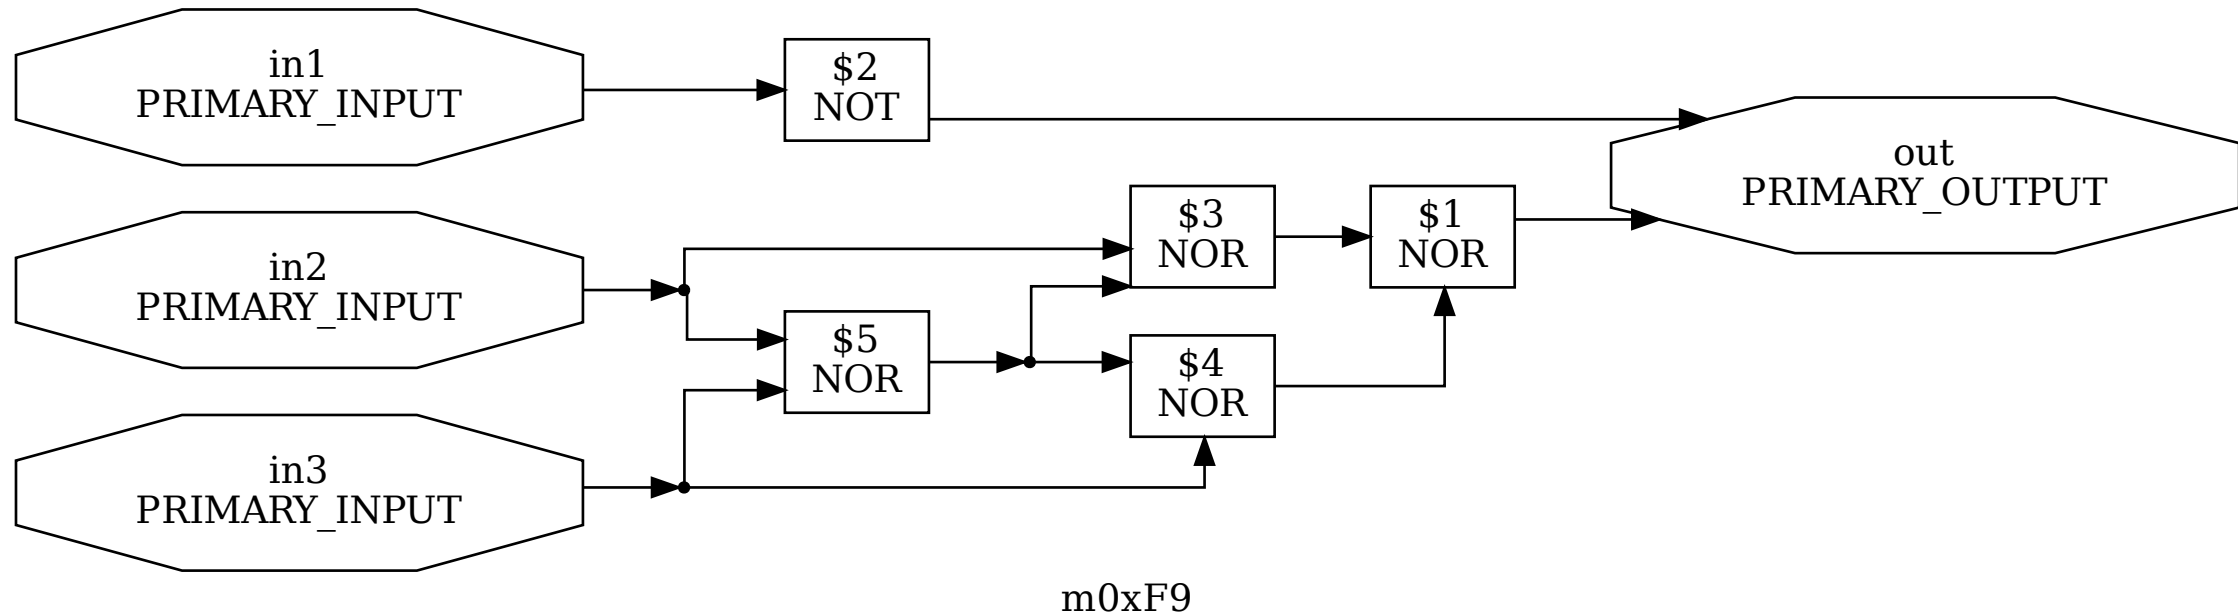 in1
PRIMARY_INPUT
$2
NOT
out
PRIMARY_OUTPUT
in2
PRIMARY_INPUT
$3
NOR
$1
NOR
$5
NOR
$4
NOR
in3
PRIMARY_INPUT
m0xF9